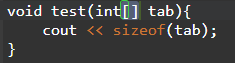 void test(int[] tab){
    cout << sizeof(tab);
}